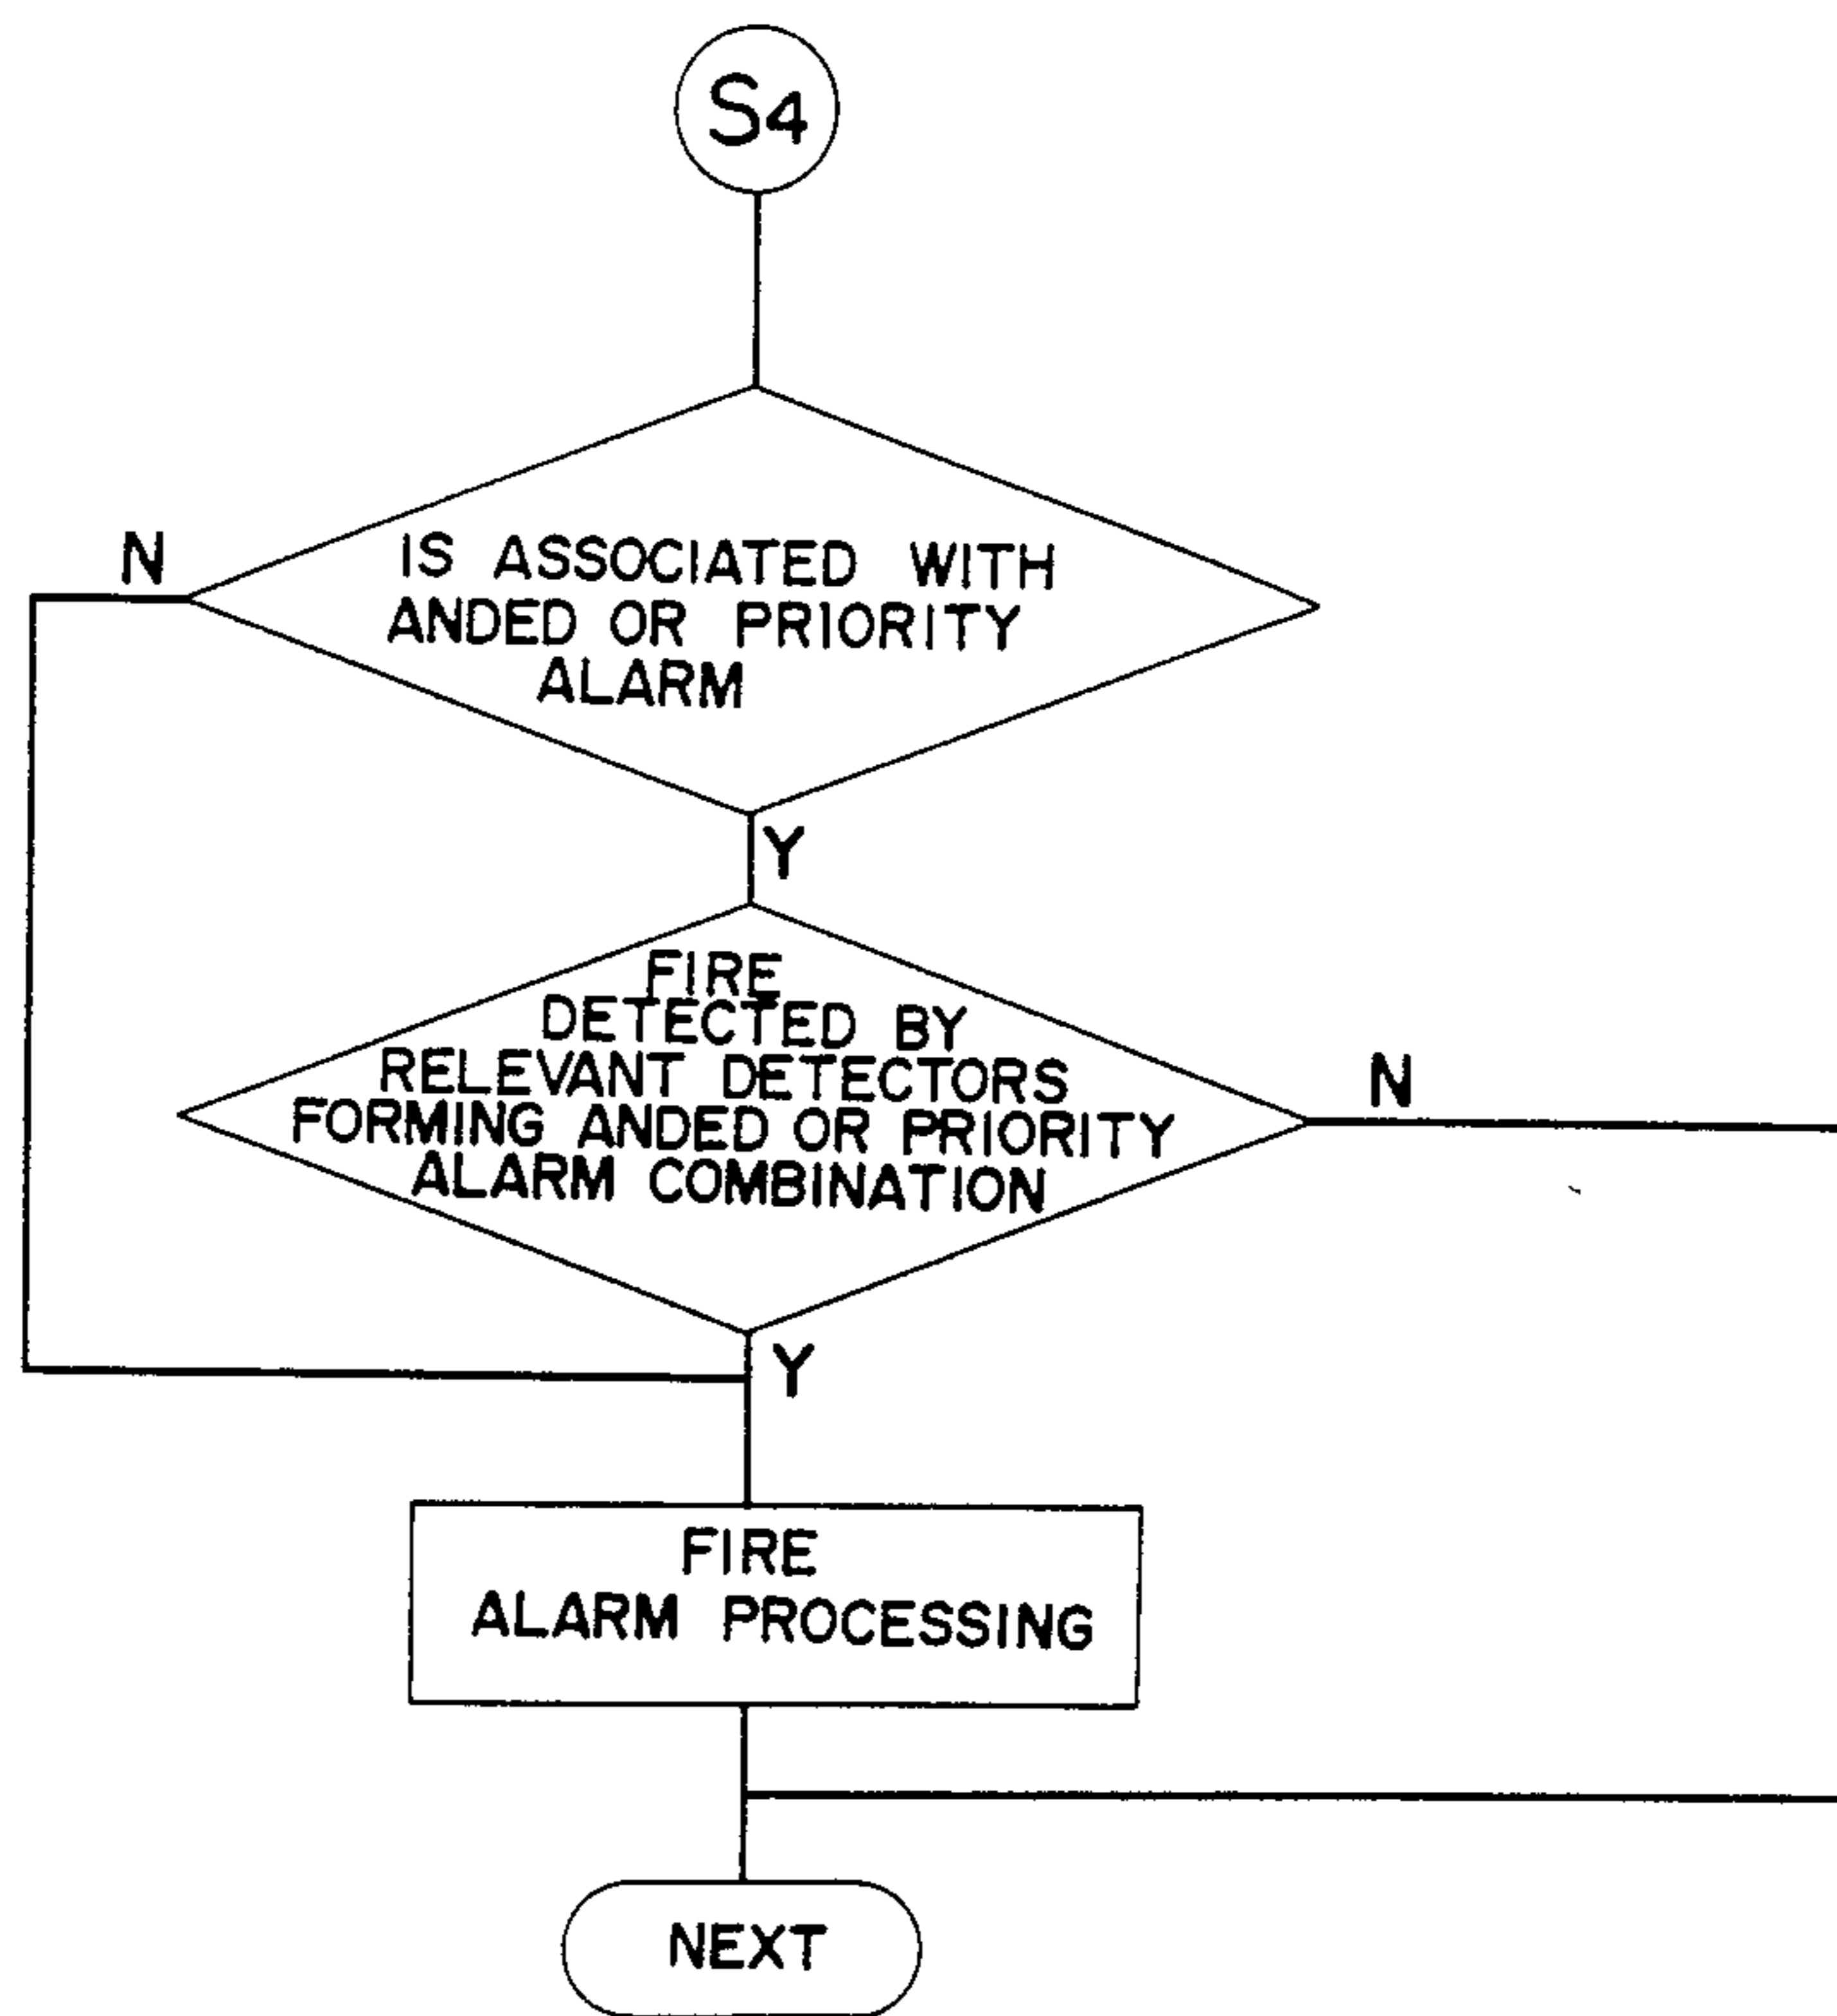 S4
N
IS ASSOCIATED WITH
ANDED OR PRIORITY
ALARM
Y
FIRE
DETECTED BY
RELEVANT DETECTORS
FORMING ANDED OR PRIORITY
ALARM COMBINATION
N
Y
FIRE
ALARM PROCESSING
NEXT